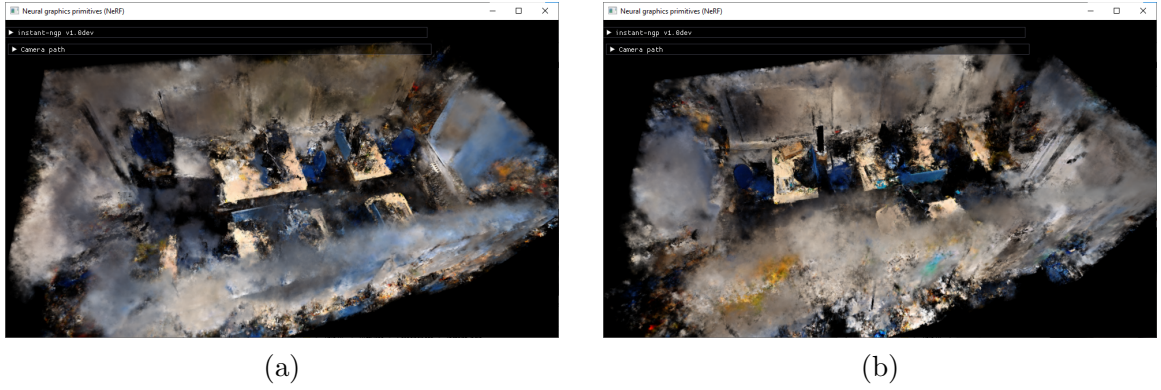 Neural graphics primitives (NeRF)
instant-ngp v1.0dev
Camera path
Neural graphics primitives (NeRF)
instant-ngp v1.0dev
Camera path
(a)
(b)